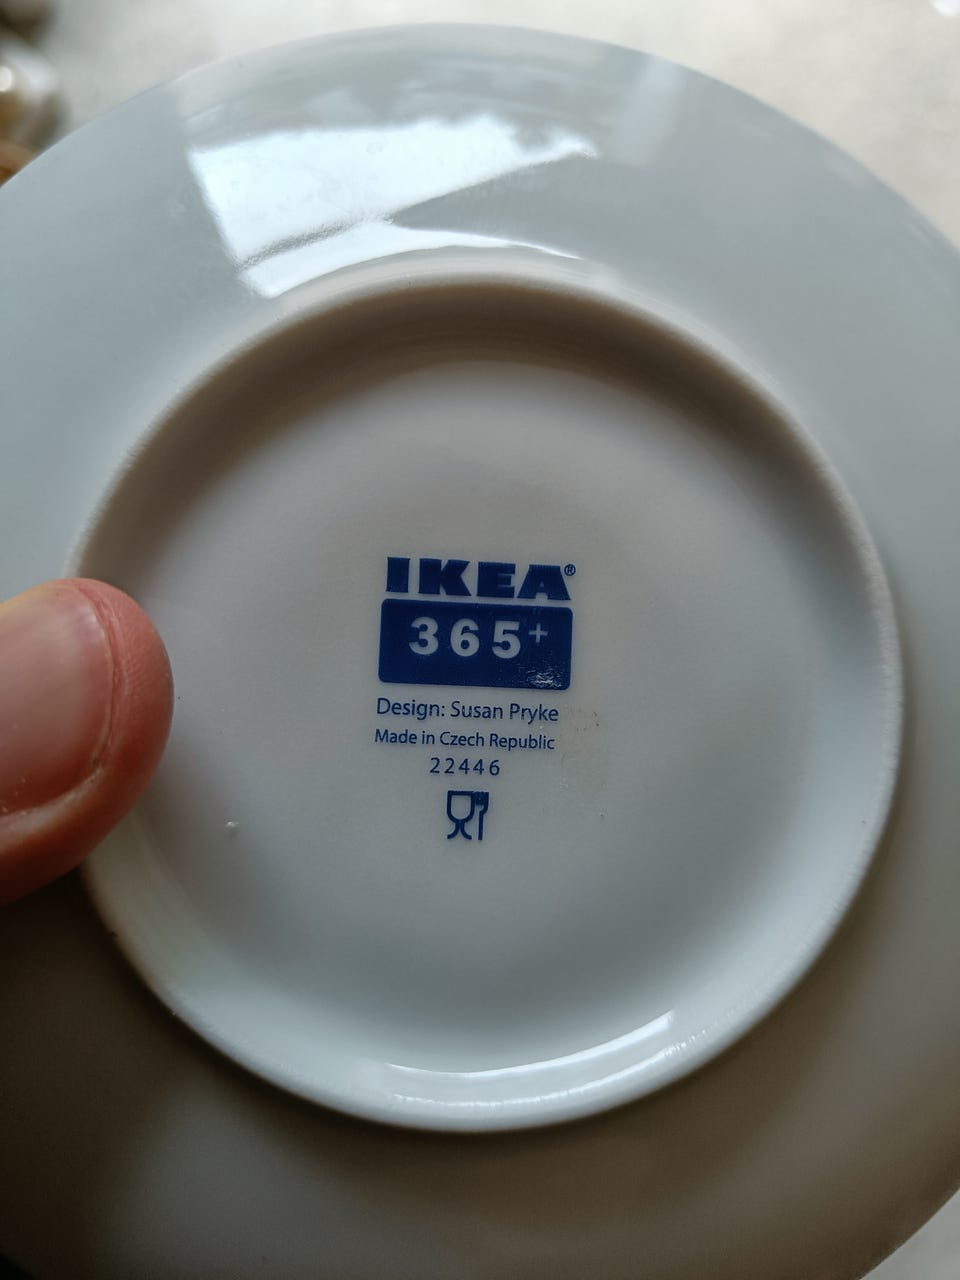 IKEA®
365+
Design: Susan Pryke
Made in Czech Republic
22446